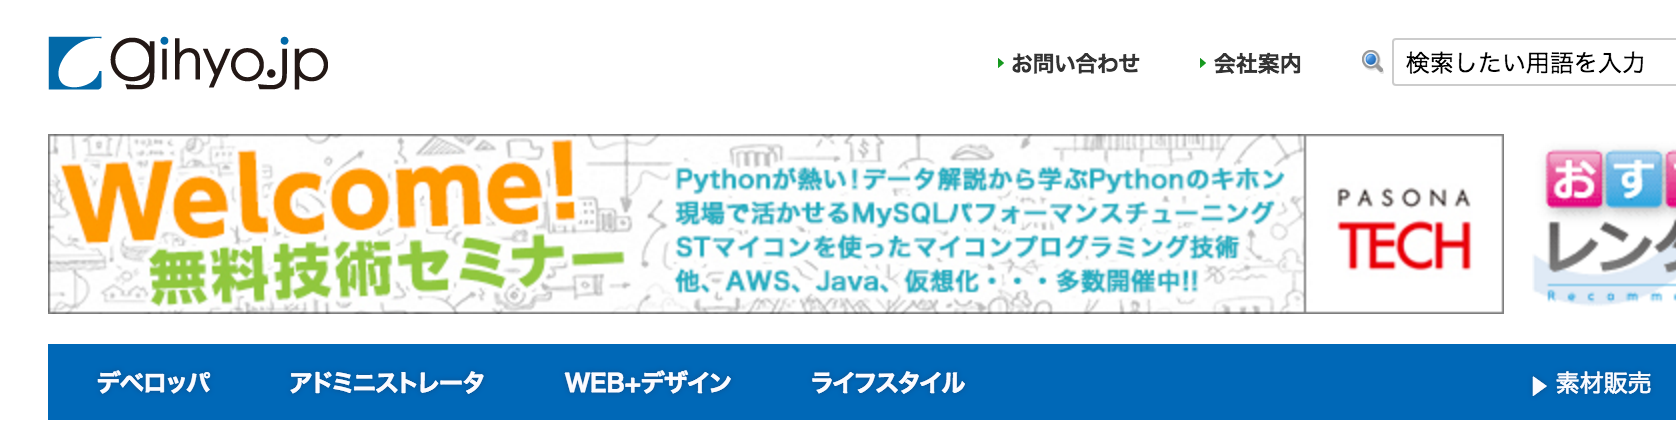 gihyo.jp
お問い合わせ
会社案内
検索したい用語を入力
Welcome!
無料技術セミナー
Pythonが熱い!データ解説から学ぶPythonのキホン
現場で活かせるMySQLパフォーマンスチューニング
STマイコンを使ったマイコンプログラミング技術
他、AWS、Java、仮想化・・・多数開催中!!
PASONA
TECH
おす
レン
Recomm
デベロッパ
アドミニストレータ
WEB+デザイン
ライフスタイル
素材販売